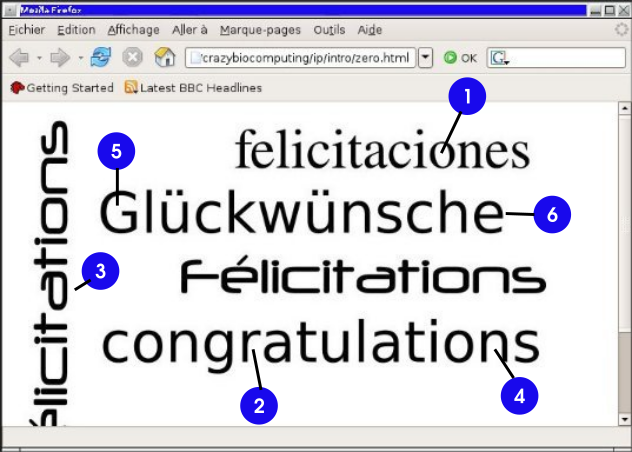 Mozilla Firefox
Fichier Edition Affichage Aller à Marque-pages Outils Aide
crazybiocomputing/ip/intro/zero.html OK G
Getting Started Latest BBC Headlines
1
felicitaciones
5
Glückwünsche
6
Félicitations
3
élicitations
congratulations
2
4